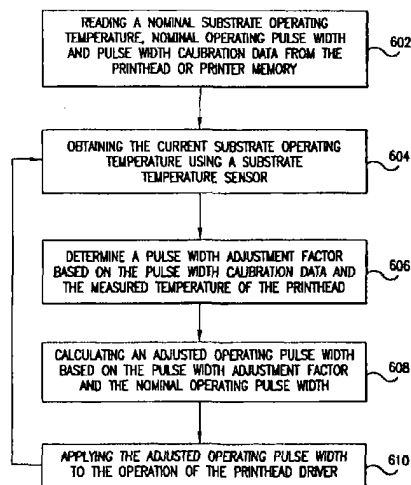 READING A NOMINAL SUBSTRATE OPERATING
TEMPERATURE, NOMINAL OPERATING PULSE WIDTH
AND PULSE WIDTH CALIBRATION DATA FROM THE
PRINTHEAD OR PRINTER MEMORY
602
OBTAINING THE CURRENT SUBSTRATE OPERATING
TEMPERATURE USING A SUBSTRATE
TEMPERATURE SENSOR
604
DETERMINE A PULSE WIDTH ADJUSTMENT FACTOR
BASED ON THE PULSE WIDTH CALIBRATION DATA AND
THE MEASURED TEMPERATURE OF THE PRINTHEAD
606
CALCULATING AN ADJUSTED OPERATING PULSE WIDTH
BASED ON THE PULSE WIDTH ADJUSTMENT FACTOR
AND THE NOMINAL OPERATING PULSE WIDTH
608
APPLYING THE ADJUSTED OPERATING PULSE WIDTH
TO THE OPERATION OF THE PRINTHEAD DRIVER
610